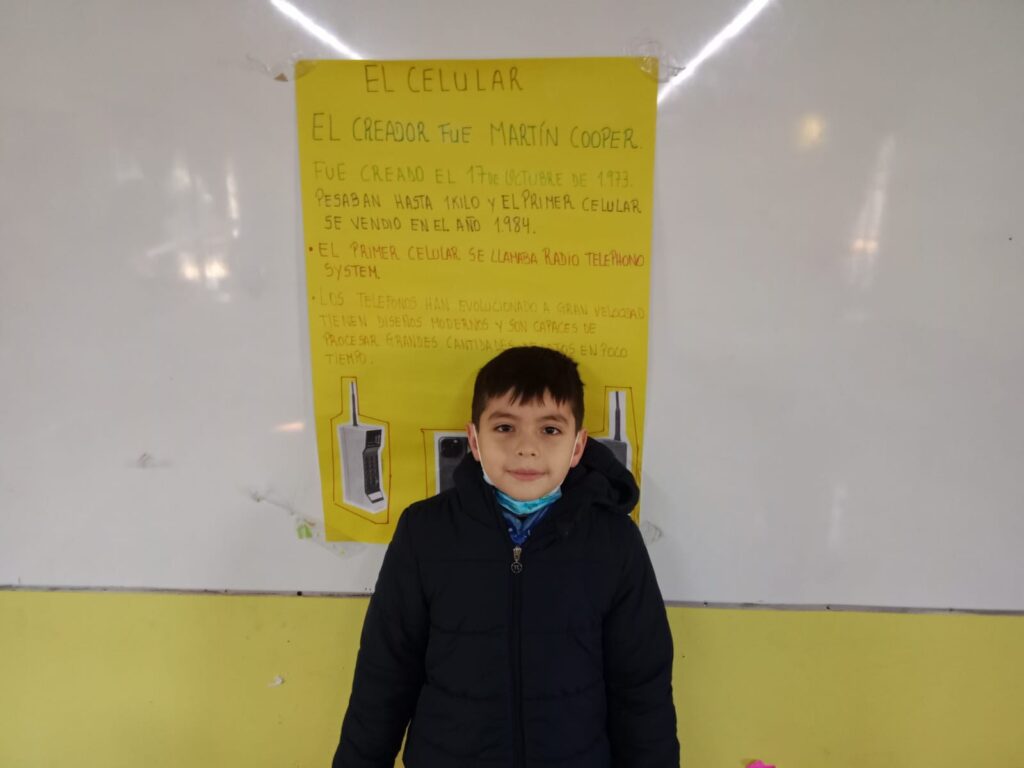 EL CELULAR
EL CREADOR FUE MARTÍN COOPER.
FUE CREADO EL 17 DE OCTUBRE DE 1.973.
PESABAN HASTA 1KILO Y EL PRIMER CELULAR
SE VENDIO EN EL AÑO 1.984.
• EL PRIMER CELULAR SE LLAMABA RADIO TELEPHONO
SYSTEM.
• LOS TELEFONOS HAN EVOLUCIONADO A GRAN VELOCIDAD
TIENEN DISEÑOS MODERNOS Y SON CAPACES DE
PROCESAR GRANDES CANTIDADES EN POCO
TIEMPO.